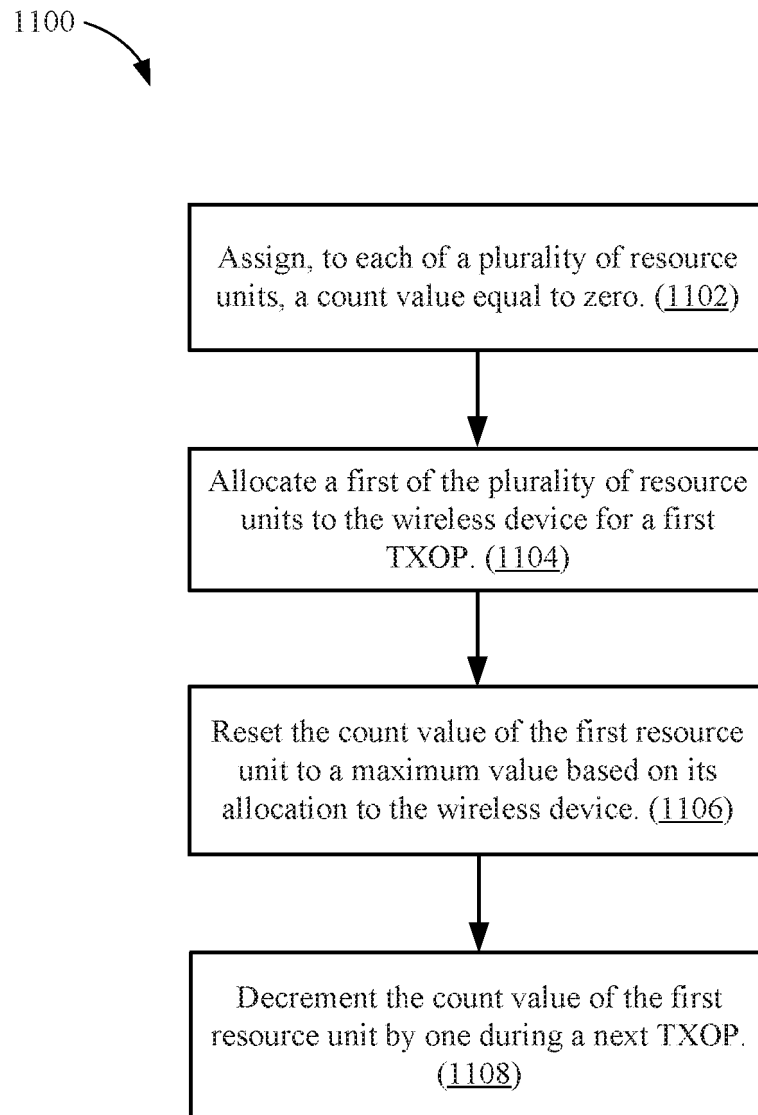 1100
Assign, to each of a plurality of resource
units, a count value equal to zero. (1102)
Allocate a first of the plurality of resource
units to the wireless device for a first
TXOP. (1104)
Reset the count value of the first resource
unit to a maximum value based on its
allocation to the wireless device. (1106)
Decrement the count value of the first
resource unit by one during a next TXOP.
(1108)